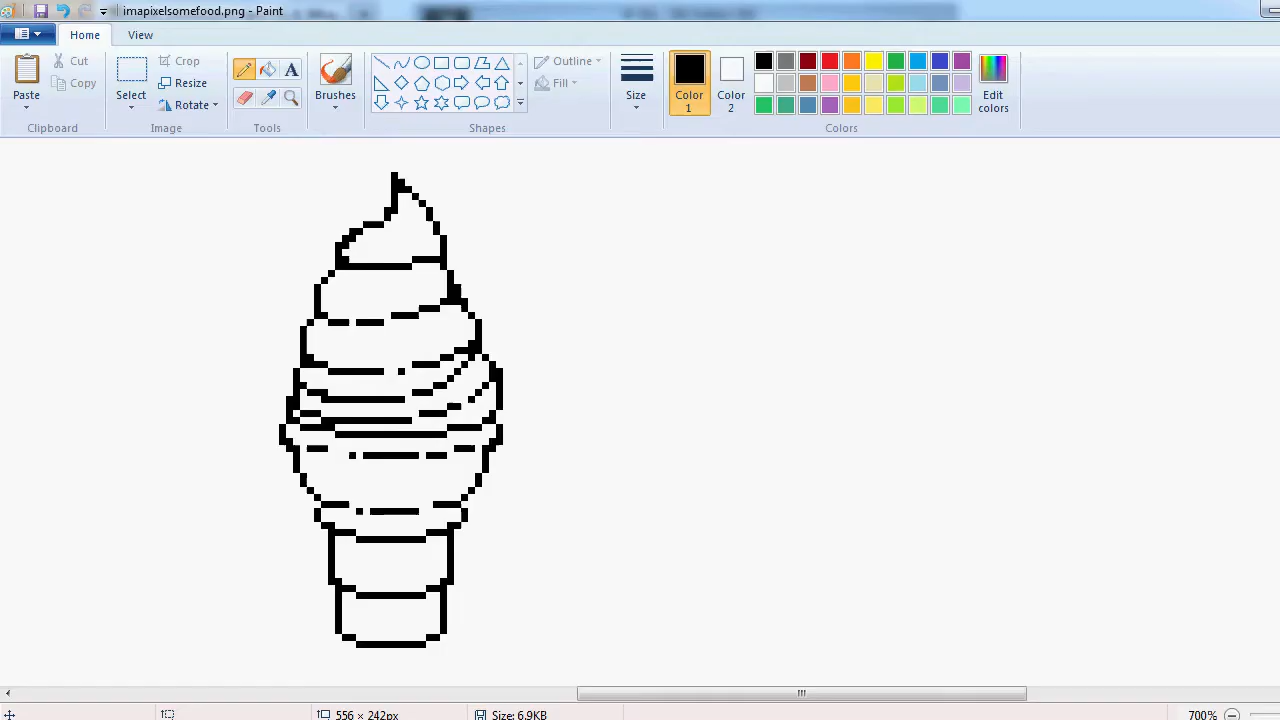 imapixelsomefood.png - Paint
Home View
Paste Cut Copy
Select Crop Resize Rotate
Brushes
Outline Fill
Size
Color 1 Color 2
Edit colors
Clipboard Image Tools Shapes Colors
556 × 242px Size: 6.9KB 700%